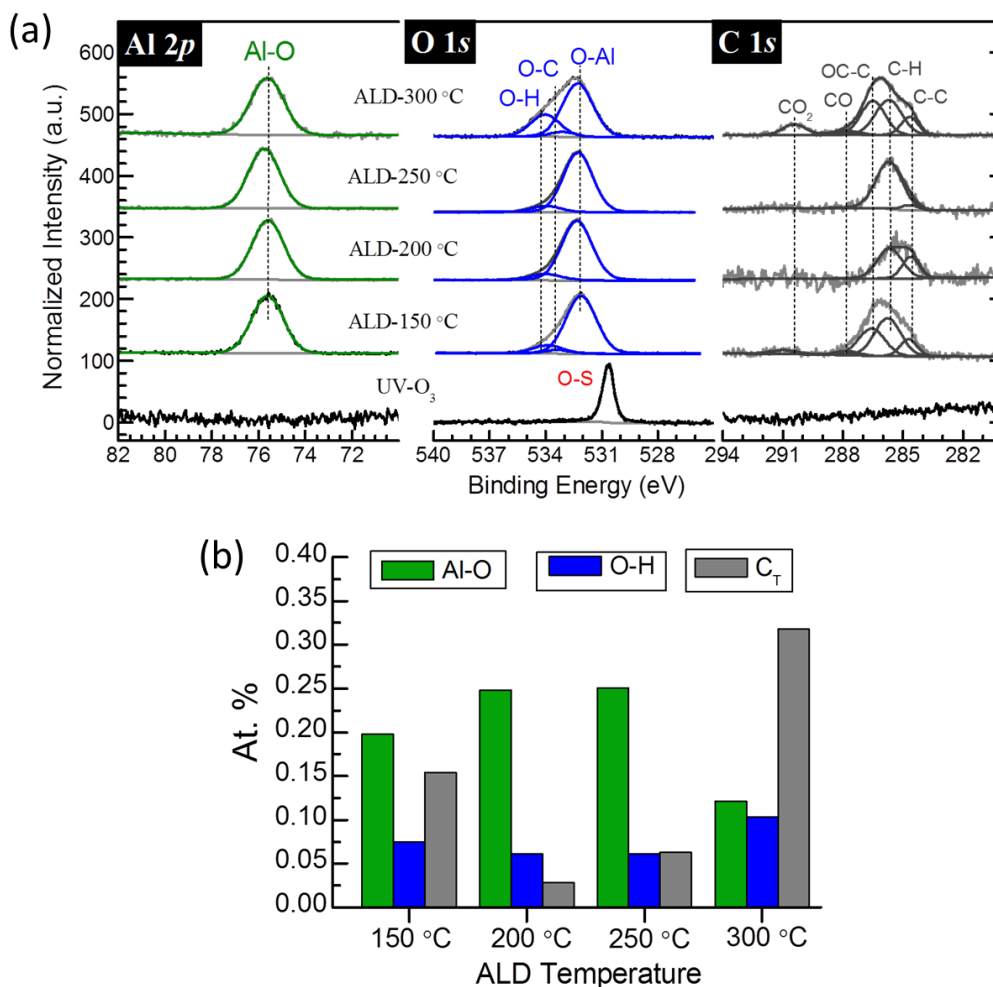 (a)
Al 2p
O 1s
C 1s
Al-O
O-H
O-C
O-Al
CO₂
CO
OC-C
C-H
C-C
ALD-300 °C
ALD-250 °C
ALD-200 °C
ALD-150 °C
UV-O₃
O-S
Normalized Intensity (a.u.)
600
500
400
300
200
100
0
82 80 78 76 74 72
540 537 534 531 528
294 291 288 285 282
Binding Energy (eV)
(b)
Al-O
O-H
C_T
At. %
0.40
0.35
0.30
0.25
0.20
0.15
0.10
0.05
0.00
150 °C 200 °C 250 °C 300 °C
ALD Temperature